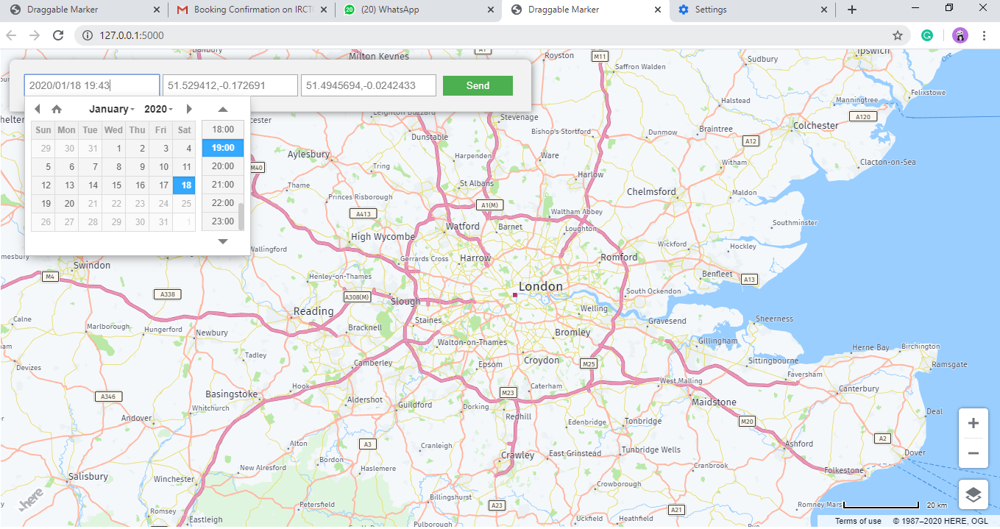 Draggable Marker
Booking Confirmation on IRCTC
(20) WhatsApp
Draggable Marker
Settings
127.0.0.1:5000
2020/01/18 19:43
51.529412,-0.172691
51.4945694,-0.0242433
Send
January 2020
Sun Mon Tue Wed Thu Fri Sat
29 30 31 1 2 3 4
5 6 7 8 9 10 11
12 13 14 15 16 17 18
19 20 21 22 23 24 25
26 27 28 29 30 31 1
18:00
19:00
20:00
21:00
22:00
23:00
Banbury
Milton Keynes
A1
Royston
M11
Saffron Walden
Sudbury
Ipswich
Ore
Felixstowe
Manningtree
A120
Halstead
Colchester
Leighton Buzzard
Stevenage
Bishop's Stortford
Dunmow
Braintree
A12
Clacton-on-Sea
Dunstable
Aylesbury
Harpenden
Ware
Witham
M40
Tring
St Albans
Harlow
Chelmsford
Maldon
Thame
Princes Risborough
A1(M)
Waltham Abbey
A413
Watford
Barnet
Loughton
Southminster
High Wycombe
Wickford
Hockley
Wallingford
Gerrards Cross
Harrow
Romford
Swindon
London
Benfleet
A13
M4
Henley-on-Thames
A338
A308(M)
Slough
South Ockendon
Reading
Welling
Calne
Marlborough
Hungerford
Newbury
Bracknell
Staines
Gravesend
Sheerness
Bromley
Gillingham
Walton-on-Thames
Herne Bay
Birchington
Devizes
Tadley
Camberley
Epsom
Croydon
M25
Sittingbourne
Ramsgate
Hook
Caterham
West Malling
Faversham
Canterbury
A346
Basingstoke
M23
Whitchurch
Aldershot
Guildford
Dorking
Redhill
Maidstone
Deal
Andover
Edenbridge
Tonbridge
M20
A2
Alton
A3
Cranleigh
Crawley
East Grinstead
Tunbridge Wells
Ashford
Dover
Bordon
New Alresford
Haslemere
Cranbrook
Folkestone
Salisbury
Winchester
Crowborough
here
Billingshurst
Petersfield
A23
A21
Romney Mars
20 km
Romsey
Eastleigh
Pulborough
Uckfield
Heathfield
Terms of use
© 1987–2020 HERE, OGL